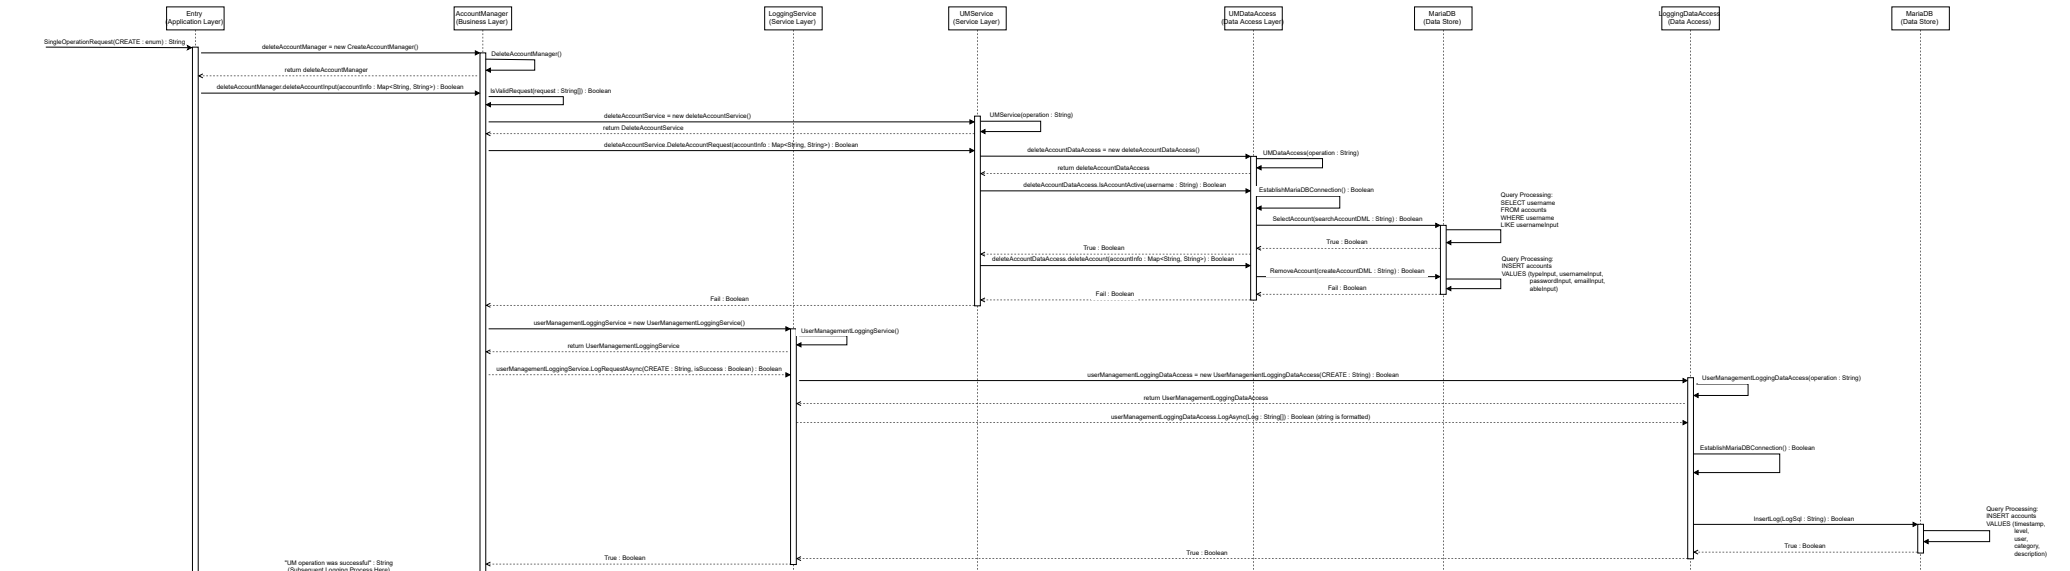 Entry
(Application Layer)
AccountManager
(Business Layer)
LoggingService
(Service Layer)
UMService
(Service Layer)
UMDataAccess
(Data Access Layer)
MariaDB
(Data Store)
LoggingDataAccess
(Data Access)
MariaDB
(Data Store)
SingleOperationRequest(CREATE : enum) : String
deleteAccountManager = new CreateAccountManager()
DeleteAccountManager()
return deleteAccountManager
deleteAccountManager.deleteAccountInput(accountInfo : Map<String, String>) : Boolean
IsValidRequest(request : String[]) : Boolean
deleteAccountService = new deleteAccountService()
UMService(operation : String)
return DeleteAccountService
deleteAccountService.DeleteAccountRequest(accountInfo : Map<String, String>) : Boolean
deleteAccountDataAccess = new deleteAccountDataAccess()
UMDataAccess(operation : String)
return deleteAccountDataAccess
deleteAccountDataAccess.IsAccountActive(username : String) : Boolean
EstablishMariaDBConnection() : Boolean
Query Processing:
SELECT username
FROM accounts
WHERE username
LIKE usernameInput
SelectAccount(searchAccountDML : String) : Boolean
True : Boolean
True : Boolean
deleteAccountDataAccess.deleteAccount(accountInfo : Map<String, String>) : Boolean
Query Processing:
INSERT accounts
VALUES (typeInput, usernameInput,
passwordInput, emailInput,
ableInput)
RemoveAccount(createAccountDML : String) : Boolean
Fail : Boolean
Fail : Boolean
Fail : Boolean
userManagementLoggingService = new UserManagementLoggingService()
UserManagementLoggingService()
return UserManagementLoggingService
userManagementLoggingService.LogRequestAsync(CREATE : String, isSuccess : Boolean) : Boolean
userManagementLoggingDataAccess = new UserManagementLoggingDataAccess(CREATE : String) : Boolean
UserManagementLoggingDataAccess(operation : String)
return UserManagementLoggingDataAccess
userManagementLoggingDataAccess.LogAsync(Log : String[]) : Boolean (string is formatted)
EstablishMariaDBConnection() : Boolean
InsertLog(LogSql : String) : Boolean
Query Processing:
INSERT accounts
VALUES (timestamp,
level,
user,
category,
description)
True : Boolean
True : Boolean
True : Boolean
"UM operation was successful" : String
(Subsequent Logging Process Here)